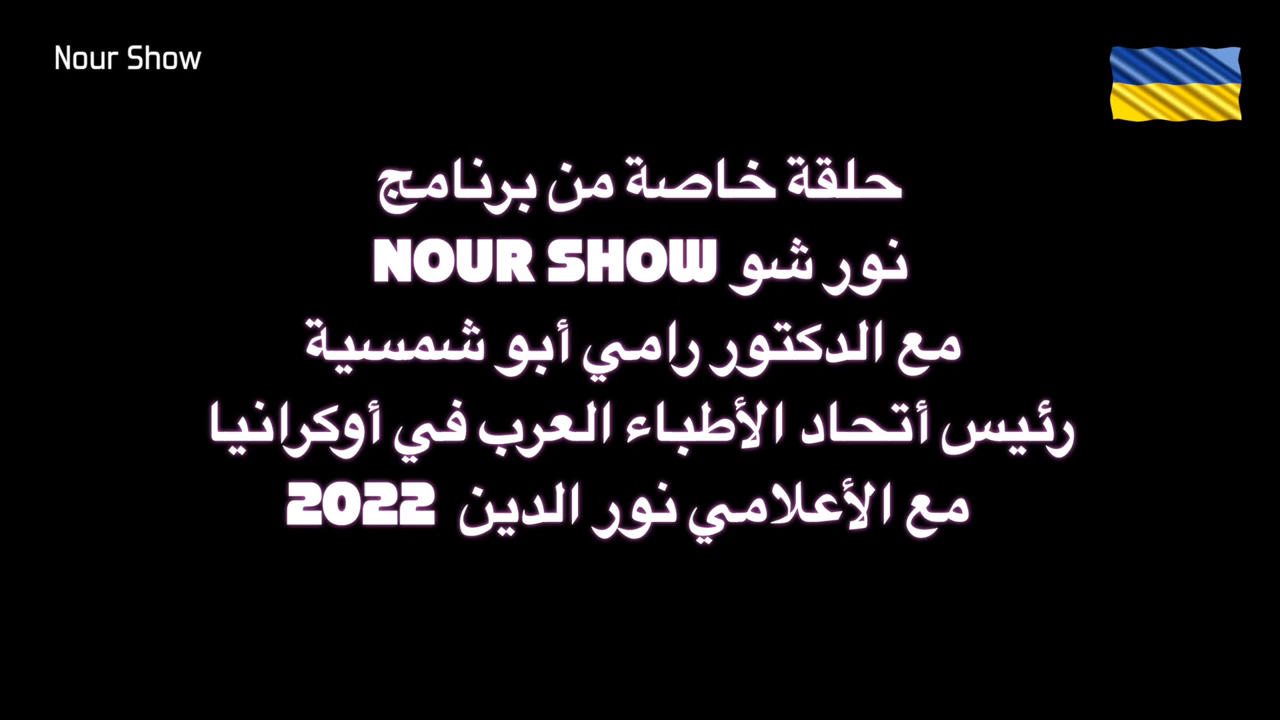 Nour Show
حلقة خاصة من برنامج
نور شو NOUR SHOW
مع الدكتور رامي أبو شمسية
رئيس أتحاد الأطباء العرب في أوكرانيا
مع الأعلامي نور الدين 2022